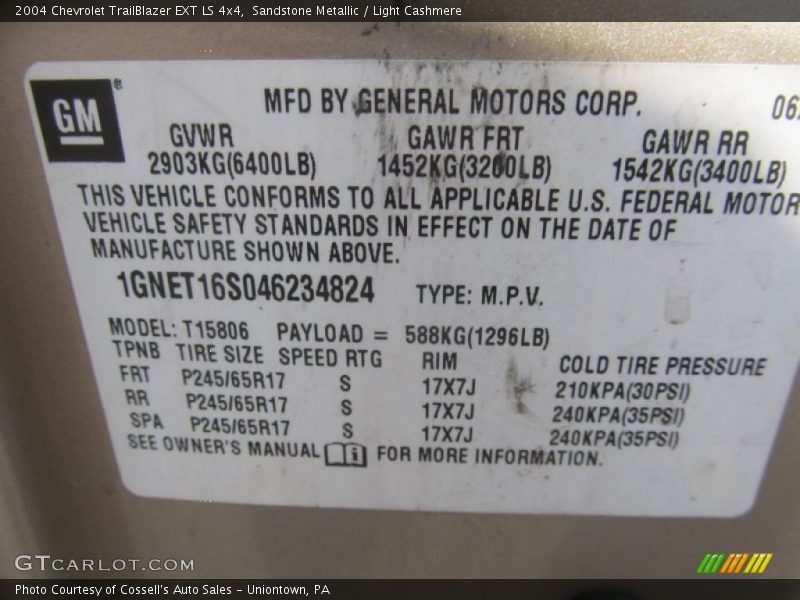 2004 Chevrolet TrailBlazer EXT LS 4x4, Sandstone Metallic / Light Cashmere
GM®
MFD BY GENERAL MOTORS CORP.
GVWR GAWR FRT GAWR RR
2903KG(6400LB) 1452KG(3200LB) 1542KG(3400LB)
THIS VEHICLE CONFORMS TO ALL APPLICABLE U.S. FEDERAL MOTOR
VEHICLE SAFETY STANDARDS IN EFFECT ON THE DATE OF
MANUFACTURE SHOWN ABOVE.
1GNET16S046234824 TYPE: M.P.V.
MODEL: T15806 PAYLOAD = 588KG(1296LB)
TPNB TIRE SIZE SPEED RTG RIM COLD TIRE PRESSURE
FRT P245/65R17 S 17X7J 210KPA(30PSI)
RR P245/65R17 S 17X7J 240KPA(35PSI)
SPA P245/65R17 S 17X7J 240KPA(35PSI)
SEE OWNER'S MANUAL FOR MORE INFORMATION.
GTCARLOT.COM
Photo Courtesy of Cossell's Auto Sales - Uniontown, PA